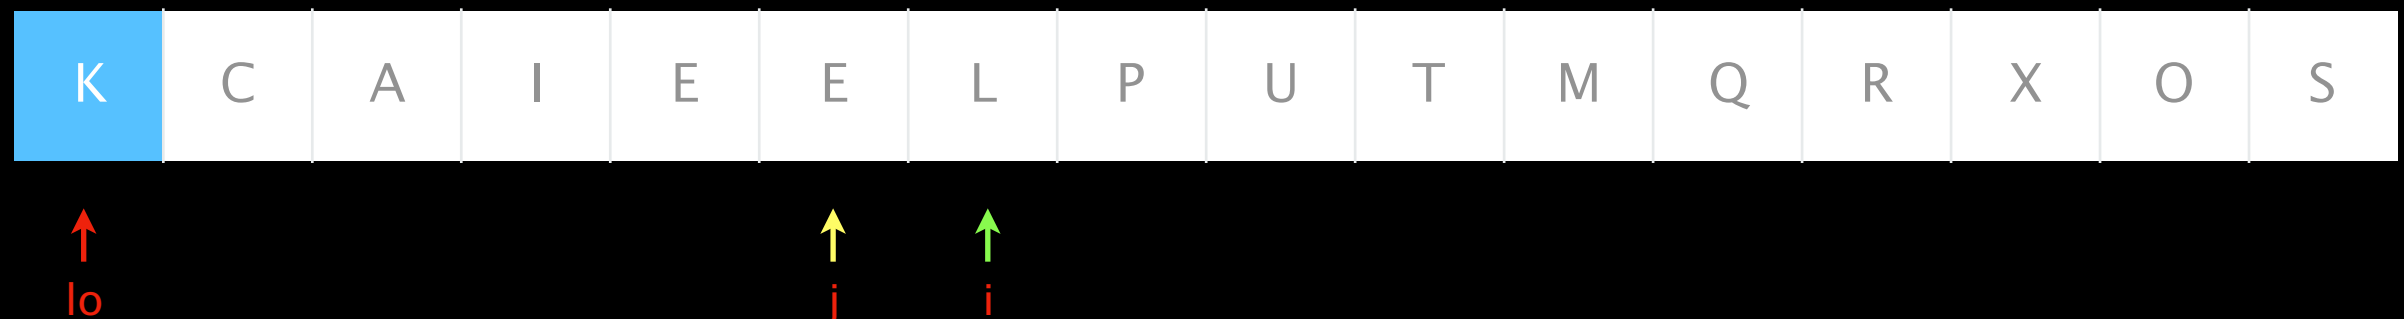 K C A I E E L P U T M Q R X O S
lo j i